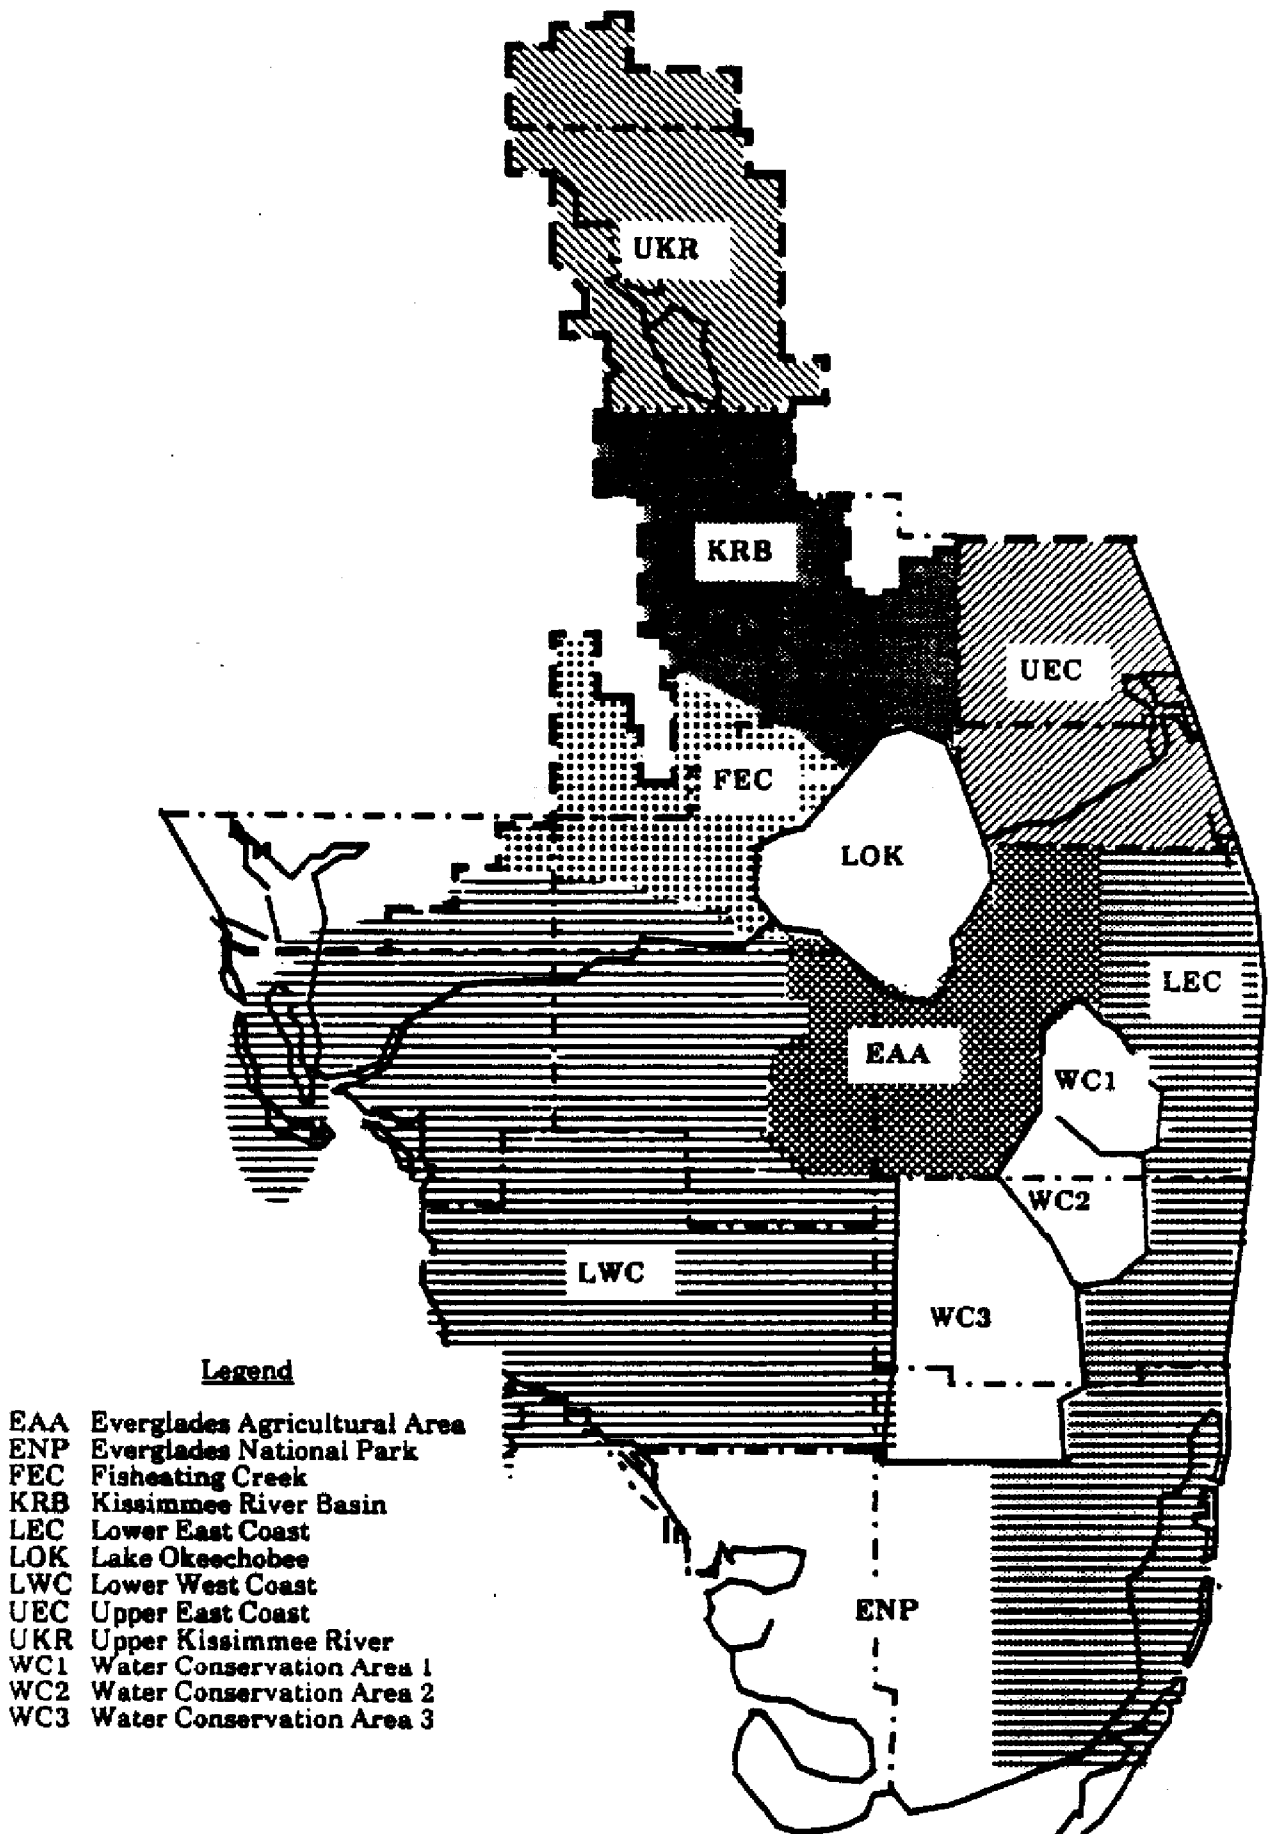 UKR
KRB
UEC
FEC
LOK
LEC
EAA
WC1
WC2
LWC
WC3
ENP
Legend
EAA Everglades Agricultural Area
ENP Everglades National Park
FEC Fisheating Creek
KRB Kissimmee River Basin
LEC Lower East Coast
LOK Lake Okeechobee
LWC Lower West Coast
UEC Upper East Coast
UKR Upper Kissimmee River
WC1 Water Conservation Area 1
WC2 Water Conservation Area 2
WC3 Water Conservation Area 3